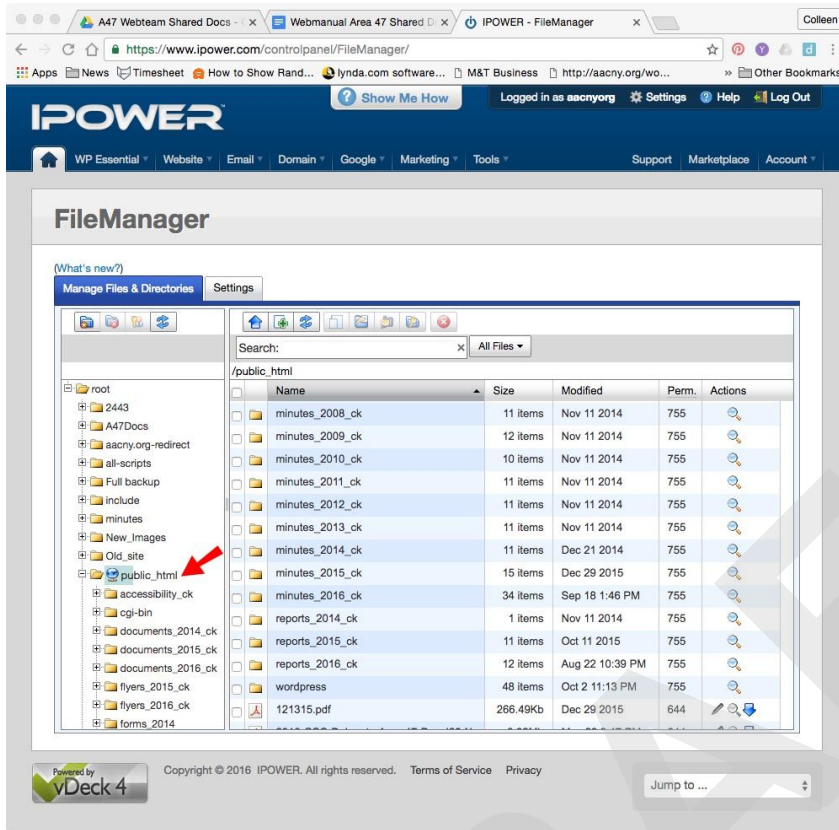 A47 Webteam Shared Docs - (
Webmanual Area 47 Shared D
IPOWER - FileManager
Colleen
https://www.ipower.com/controlpanel/FileManager/
Apps News Timesheet How to Show Rand... lynda.com software... M&T Business http://aacny.org/wo... » Other Bookmarks
IPOWER
Show Me How
Logged in as aacnyorg Settings Help Log Out
WP Essential Website Email Domain Google Marketing Tools Support Marketplace Account
FileManager
(What's new?)
Manage Files & Directories Settings
Search: × All Files
/public_html
Name Size Modified Perm. Actions
root
2443
A47Docs
aacny.org-redirect
all-scripts
Full backup
include
minutes
New_Images
Old_site
public_html
accessibility_ck
cgi-bin
documents_2014_ck
documents_2015_ck
documents_2016_ck
flyers_2015_ck
flyers_2016_ck
forms_2014
minutes_2008_ck 11 items Nov 11 2014 755
minutes_2009_ck 12 items Nov 11 2014 755
minutes_2010_ck 10 items Nov 11 2014 755
minutes_2011_ck 11 items Nov 11 2014 755
minutes_2012_ck 11 items Nov 11 2014 755
minutes_2013_ck 11 items Nov 11 2014 755
minutes_2014_ck 11 items Dec 21 2014 755
minutes_2015_ck 15 items Dec 29 2015 755
minutes_2016_ck 34 items Sep 18 1:46 PM 755
reports_2014_ck 1 items Nov 11 2014 755
reports_2015_ck 11 items Oct 11 2015 755
reports_2016_ck 12 items Aug 22 10:39 PM 755
wordpress 48 items Oct 2 11:13 PM 755
121315.pdf 266.49Kb Dec 29 2015 644
Powered by
vDeck 4
Copyright © 2016 IPOWER. All rights reserved. Terms of Service Privacy
Jump to ...